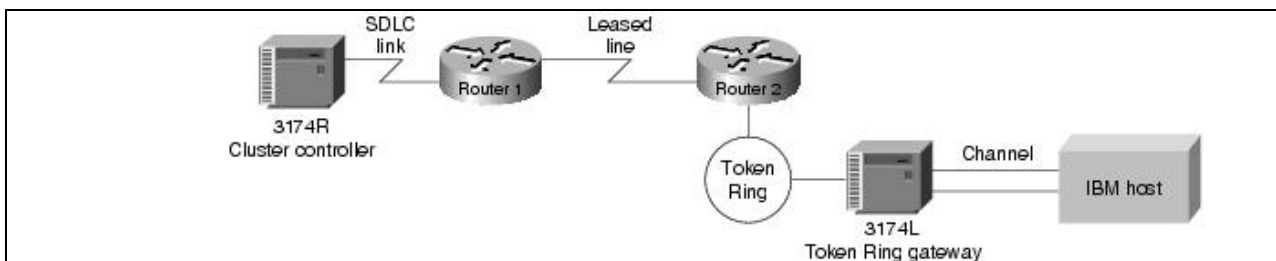 SDLC
link
Leased
line
Router 1
Router 2
3174R
Cluster controller
Token
Ring
Channel
IBM host
3174L
Token Ring gateway